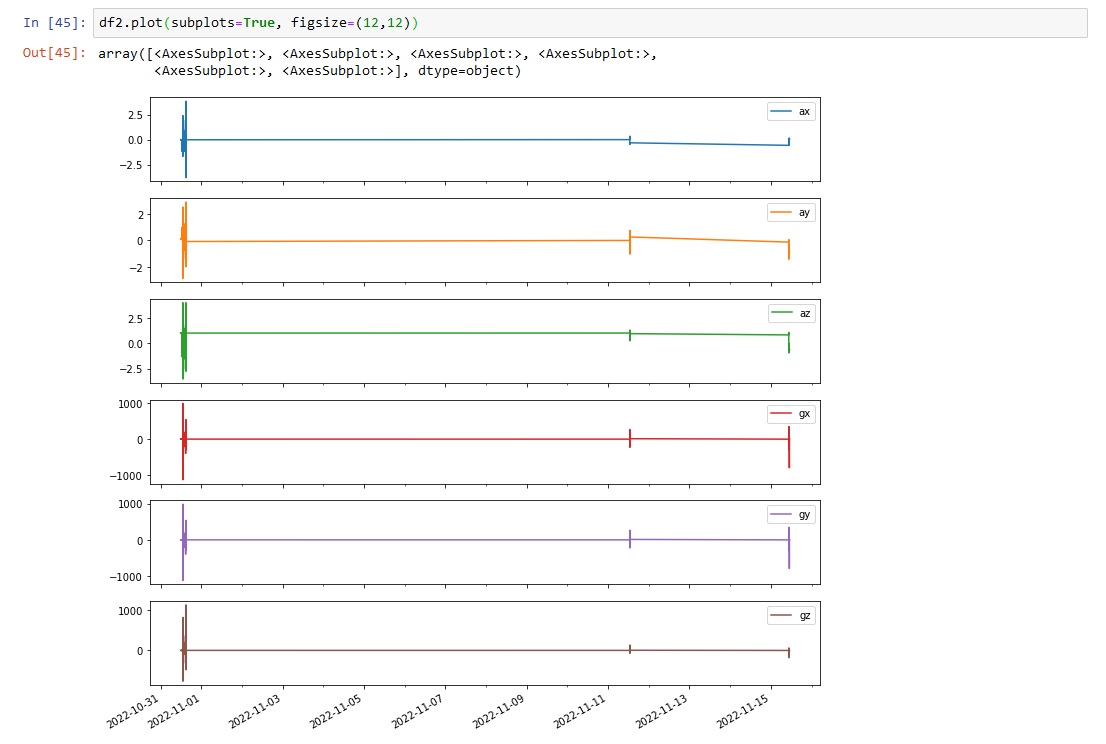 In [45]: df2.plot(subplots=True, figsize=(12,12))
Out[45]: array([<AxesSubplot:>, <AxesSubplot:>, <AxesSubplot:>, <AxesSubplot:>,
<AxesSubplot:>, <AxesSubplot:>], dtype=object)
ax
2.5
0.0
−2.5
ay
2
0
−2
az
2.5
0.0
−2.5
gx
1000
0
−1000
gy
1000
0
−1000
gz
1000
0
2022-10-31 2022-11-01 2022-11-03 2022-11-05 2022-11-07 2022-11-09 2022-11-11 2022-11-13 2022-11-15